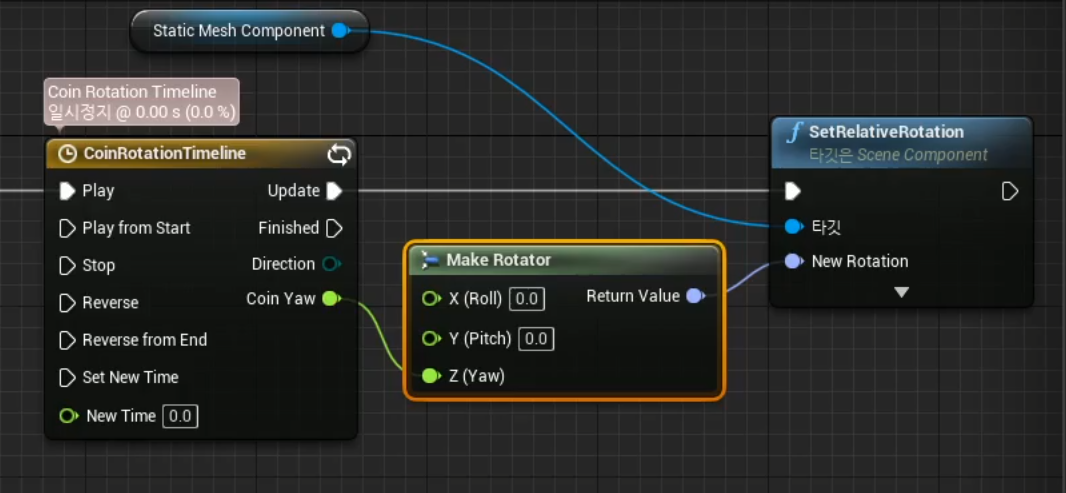 Static Mesh Component
Coin Rotation Timeline
일시정지 @ 0.00 s (0.0 %)
CoinRotationTimeline
Play
Update
Play from Start
Finished
Stop
Direction
Reverse
Coin Yaw
Reverse from End
Set New Time
New Time 0.0
Make Rotator
X (Roll) 0.0
Return Value
Y (Pitch) 0.0
Z (Yaw)
f SetRelativeRotation
타깃은 Scene Component
타깃
New Rotation